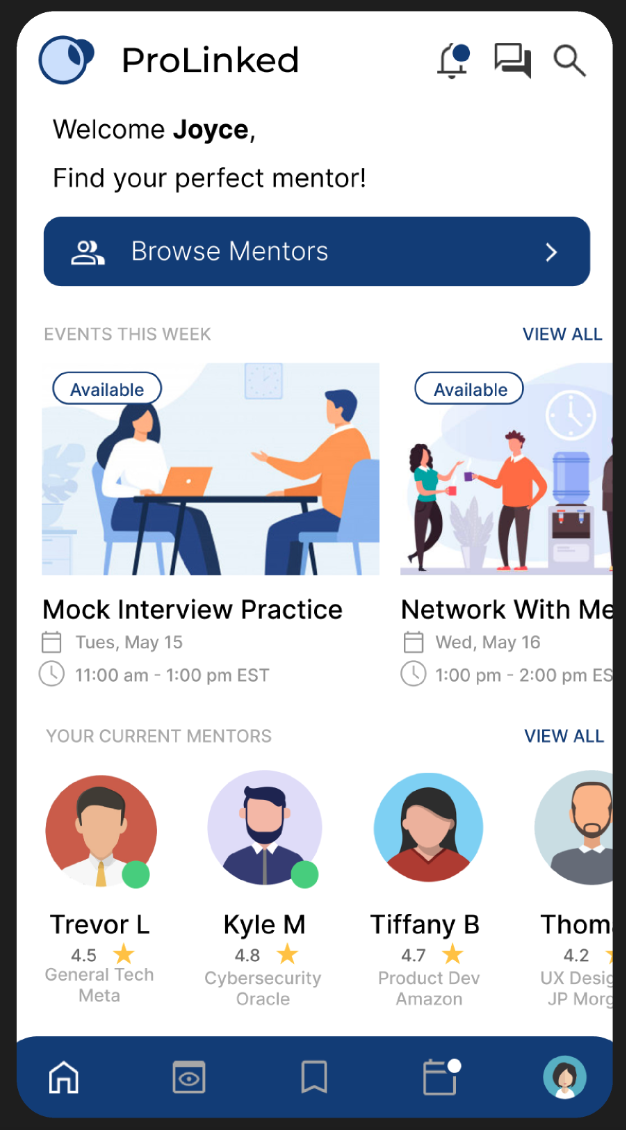 ProLinked
Welcome Joyce,
Find your perfect mentor!
Browse Mentors
EVENTS THIS WEEK
VIEW ALL
Available
Available
Mock Interview Practice
Network With Me
Tues, May 15
Wed, May 16
11:00 am - 1:00 pm EST
1:00 pm - 2:00 pm ES
YOUR CURRENT MENTORS
VIEW ALL
Trevor L
Kyle M
Tiffany B
Thom
4.5
4.8
4.7
4.2
General Tech
Cybersecurity
Product Dev
UX Desig
Meta
Oracle
Amazon
JP Morg